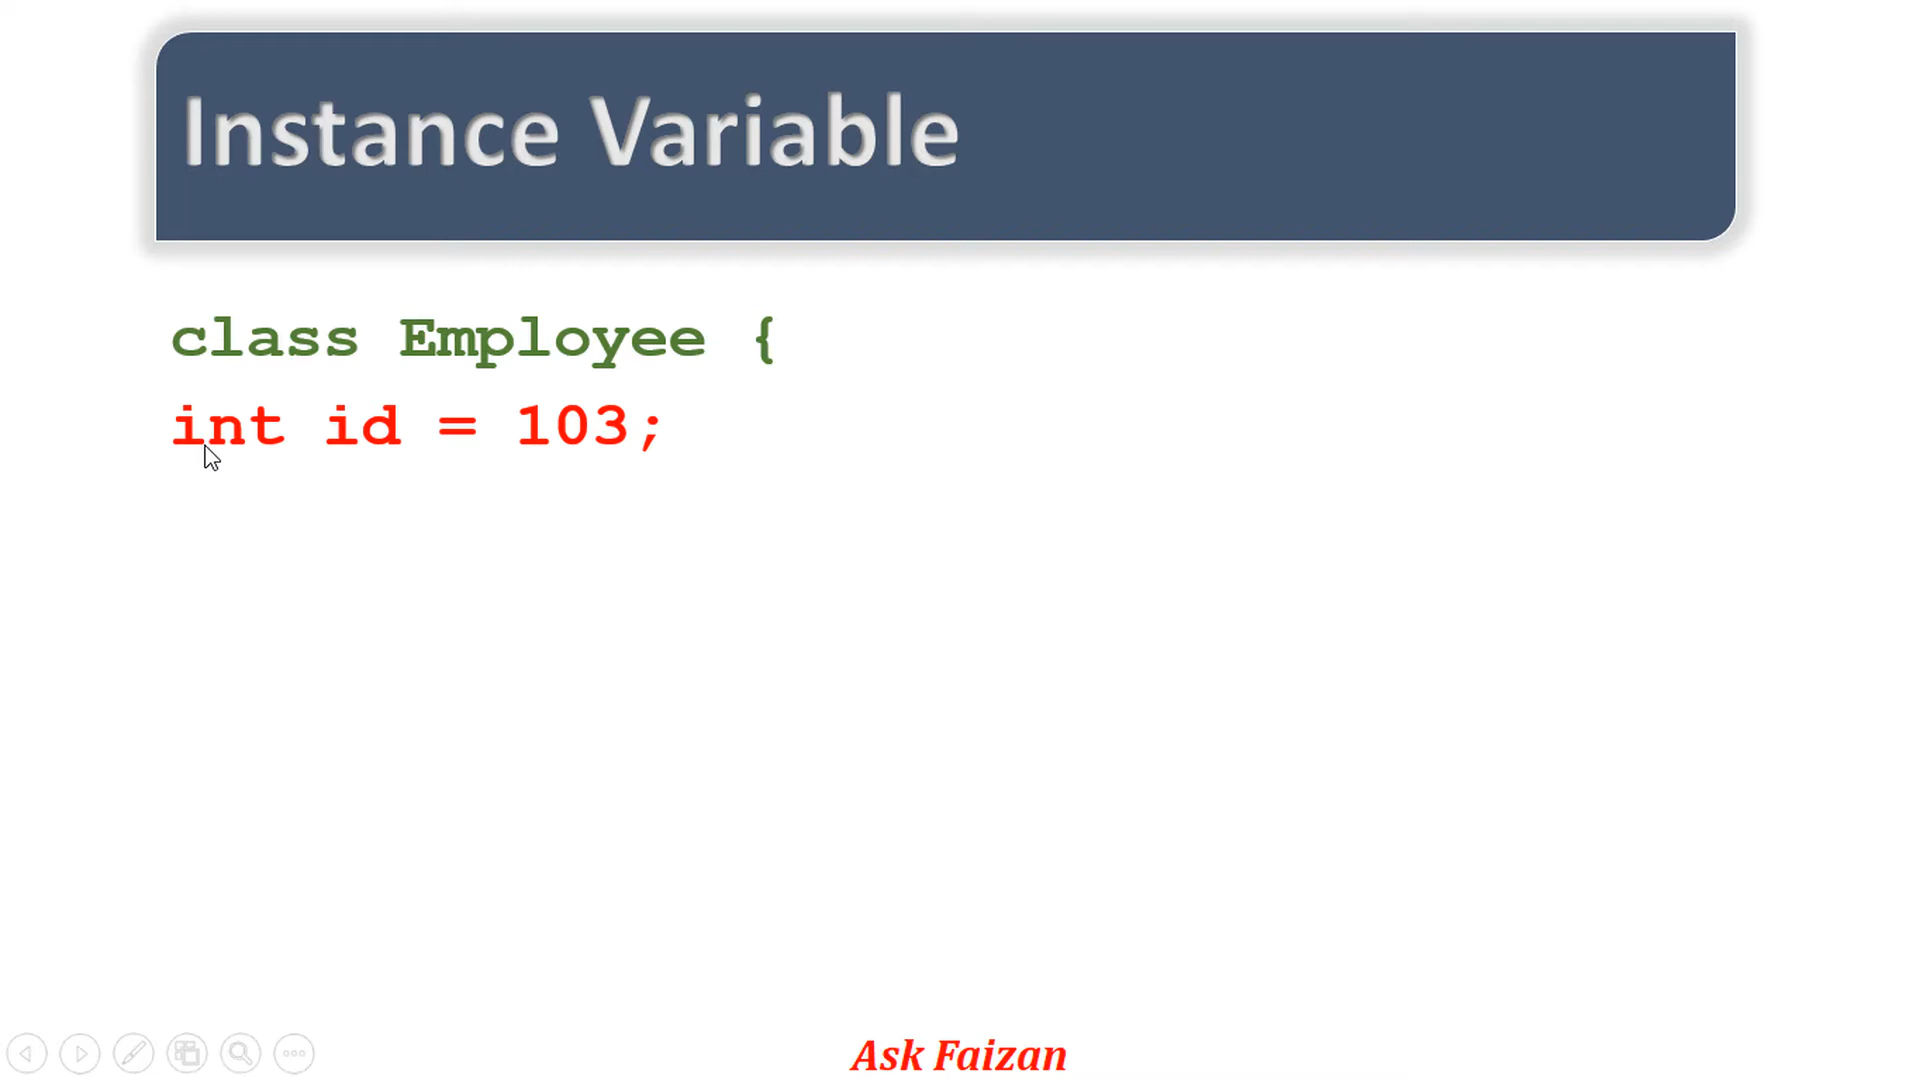 Instance Variable
class Employee {
int id = 103;
Ask Faizan